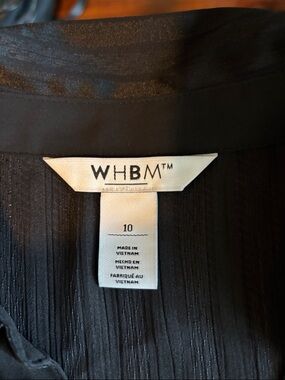 WHBM™
10
MADE IN
VIETNAM
HECHO EN
VIETNAM
FABRIQUÉ AU
VIETNAM